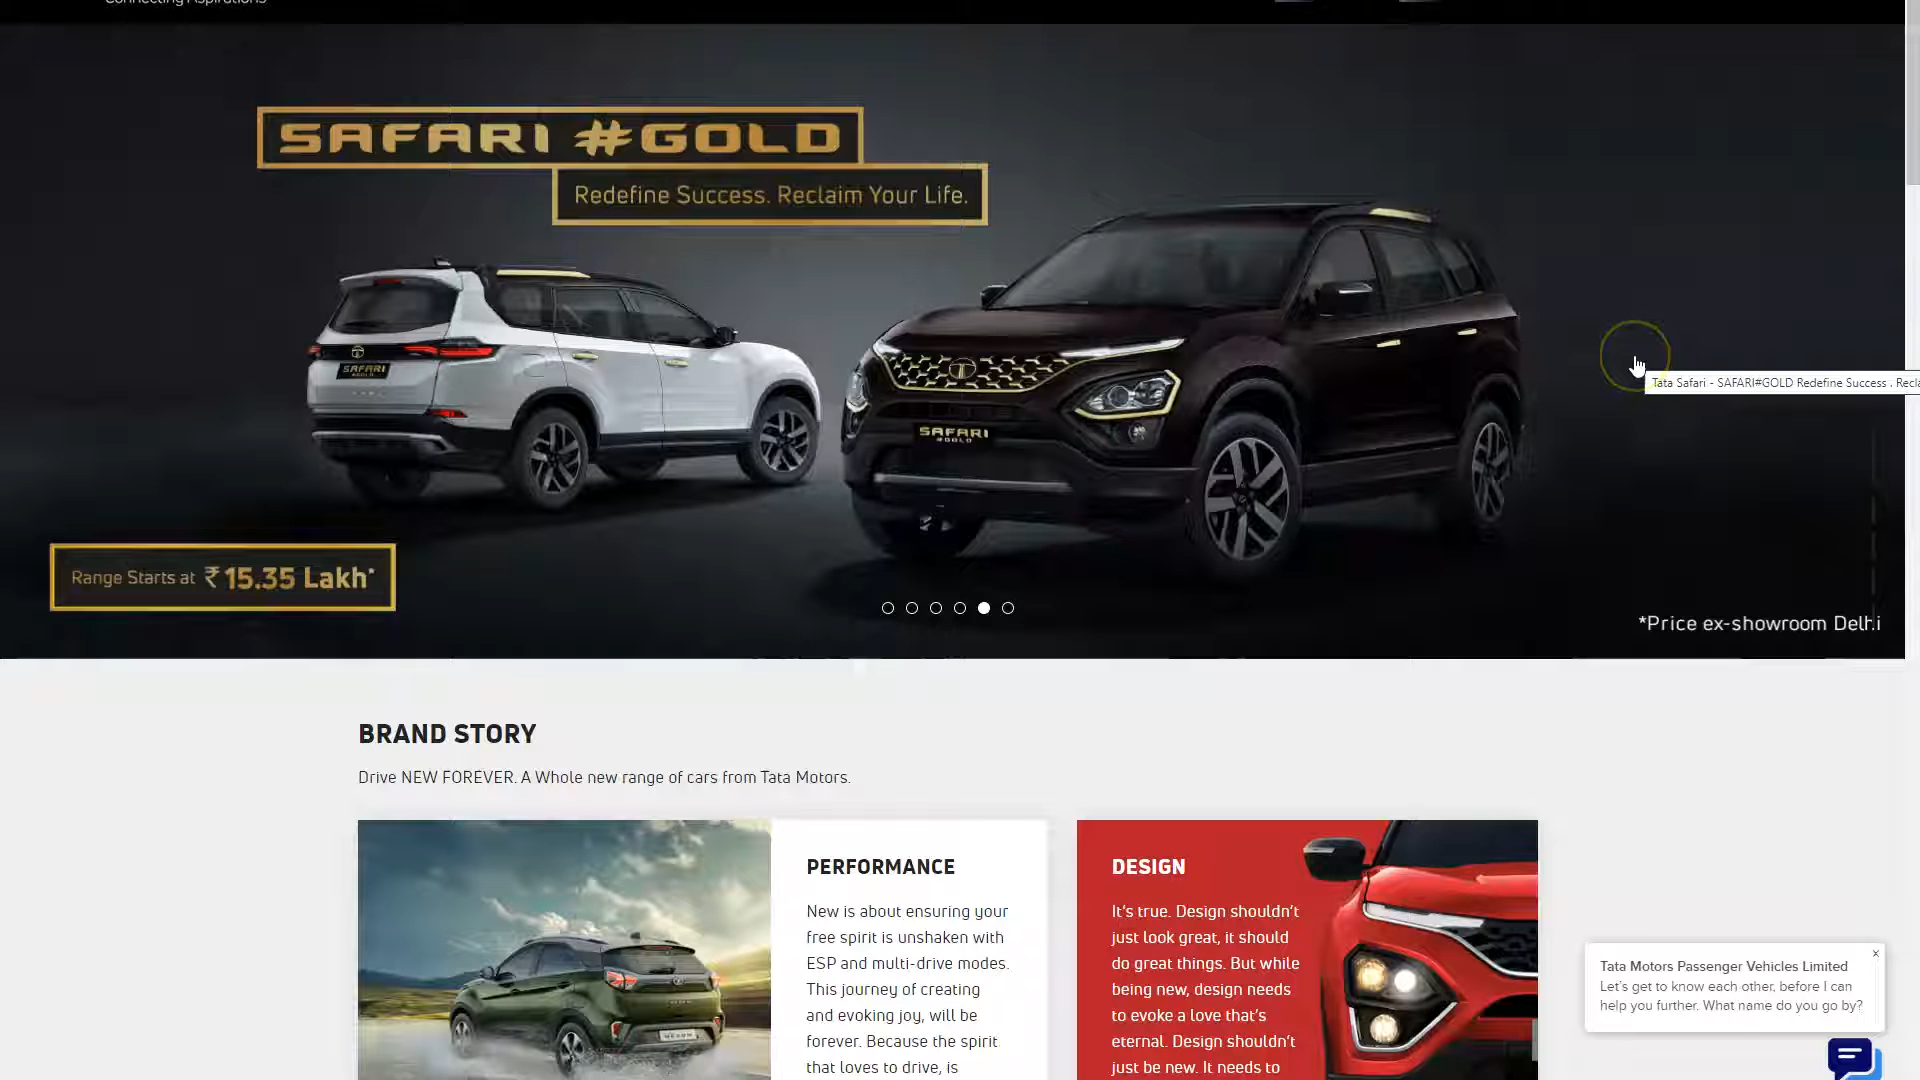 Connecting Aspirations
SAFARI #GOLD
Redefine Success. Reclaim Your Life.
SAFARI
SAFARI
#GOLD
Tata Safari - SAFARI#GOLD Redefine Success . Recla
Range Starts at ₹15.35 Lakh*
*Price ex-showroom Delhi
BRAND STORY
Drive NEW FOREVER. A Whole new range of cars from Tata Motors.
PERFORMANCE
New is about ensuring your
free spirit is unshaken with
ESP and multi-drive modes.
This journey of creating
and evoking joy, will be
forever. Because the spirit
that loves to drive, is
NEXON
DESIGN
It's true. Design shouldn't
just look great, it should
do great things. But while
being new, design needs
to evoke a love that's
eternal. Design shouldn't
just be new. It needs to
×
Tata Motors Passenger Vehicles Limited
Let's get to know each other, before I can
help you further. What name do you go by?